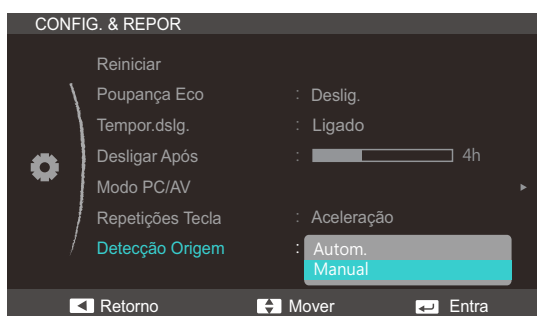 CONFIG. & REPOR
Reiniciar
Poupança Eco : Deslig.
Tempor.dslg. : Ligado
Desligar Após : 4h
Modo PC/AV
Repetições Tecla : Aceleração
Detecção Origem : Autom.
Manual
Retorno Mover Entra